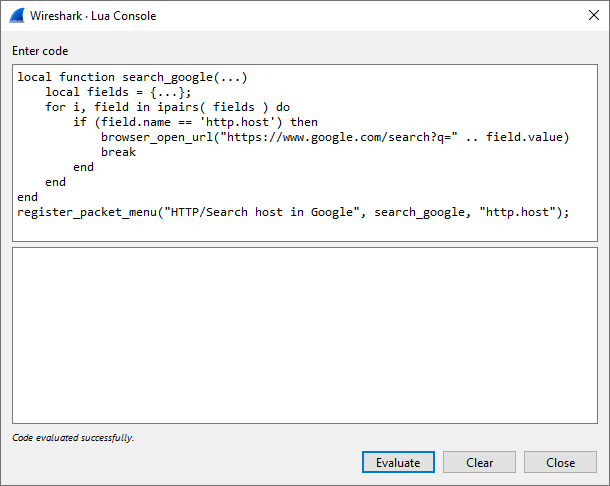 Wireshark · Lua Console
Enter code
local function search_google(...)
    local fields = {...};
    for i, field in ipairs( fields ) do
        if (field.name == 'http.host') then
            browser_open_url("https://www.google.com/search?q=" .. field.value)
            break
        end
    end
end
register_packet_menu("HTTP/Search host in Google", search_google, "http.host");
Code evaluated successfully.
Evaluate
Clear
Close